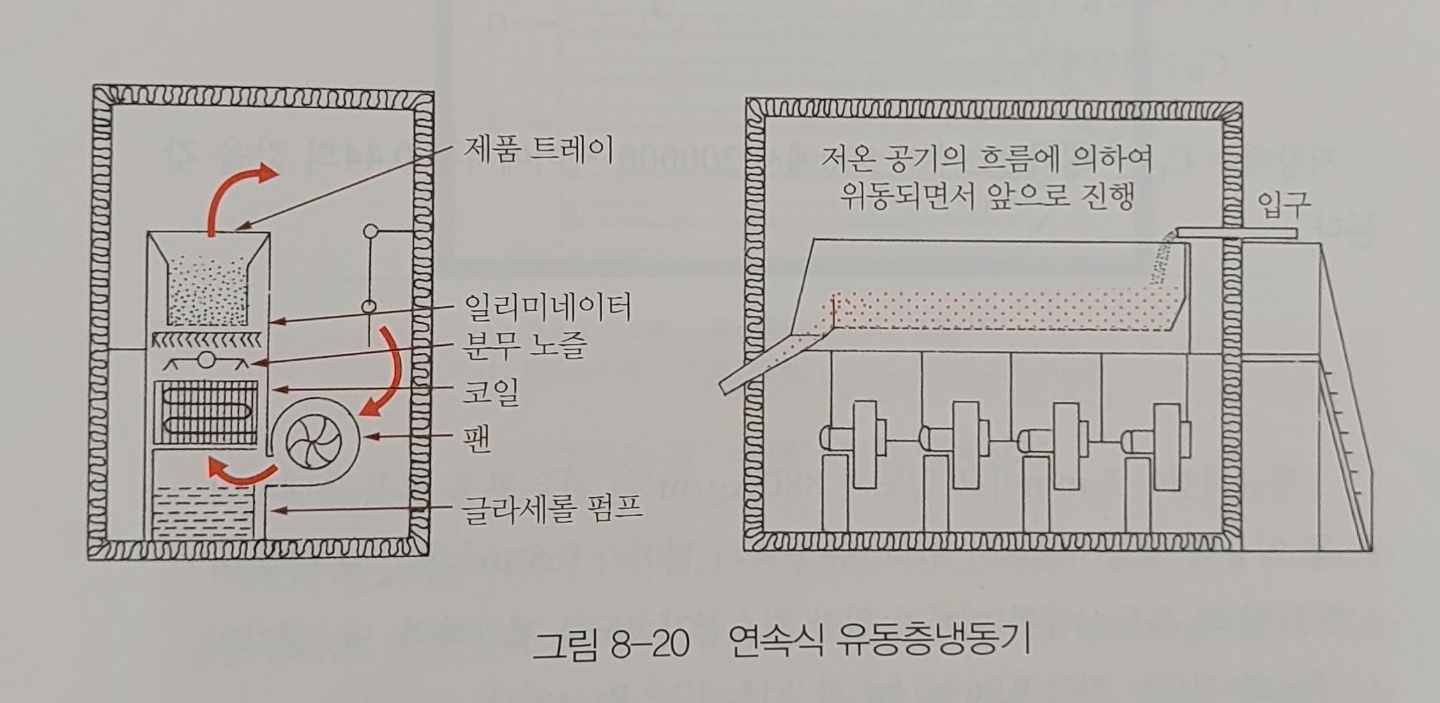 제품 트레이
일리미네이터
분무 노즐
코일
팬
글라세롤 펌프
저온 공기의 흐름에 의하여
위동되면서 앞으로 진행
입구
그림 8-20 연속식 유동층냉동기